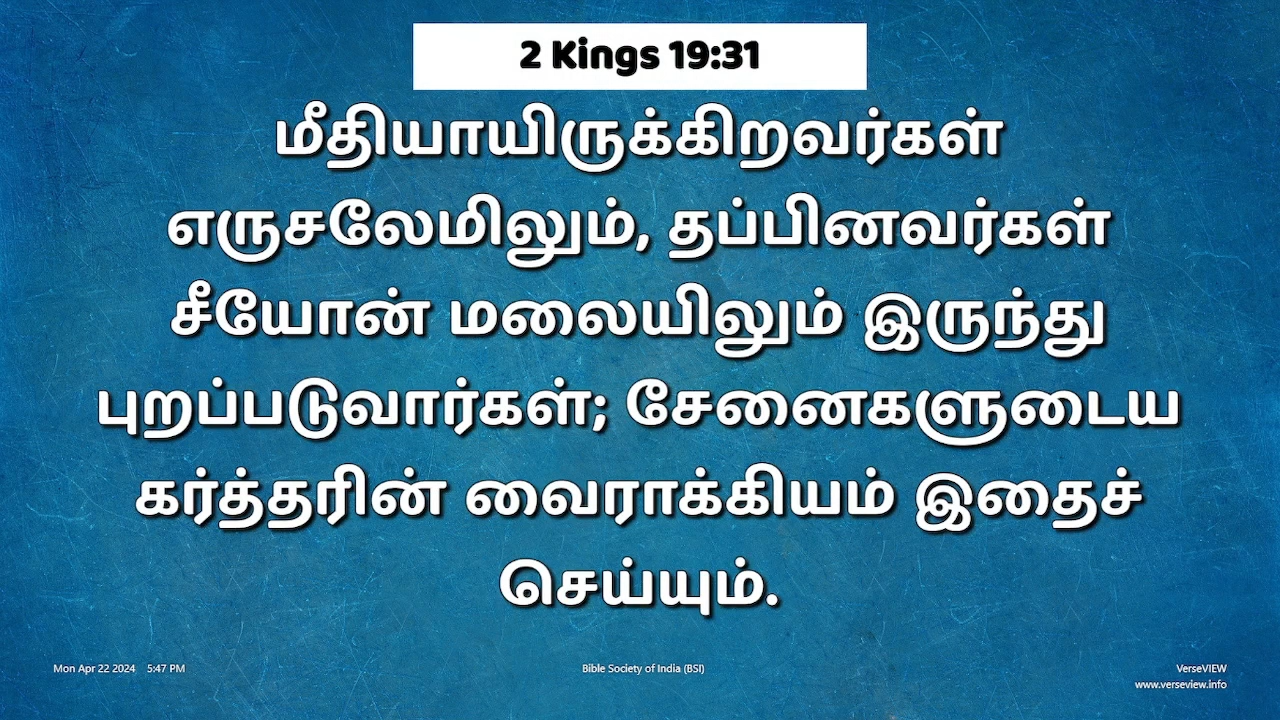 2 Kings 19:31
மீதியாயிருக்கிறவர்கள்
எருசலேமிலும், தப்பினவர்கள்
சீயோன் மலையிலும் இருந்து
புறப்படுவார்கள்; சேனைகளுடைய
கர்த்தரின் வைராக்கியம் இதைச்
செய்யும்.
Mon Apr 22 2024 5:47 PM
Bible Society of India (BSI)
VerseVIEW
www.verseview.info